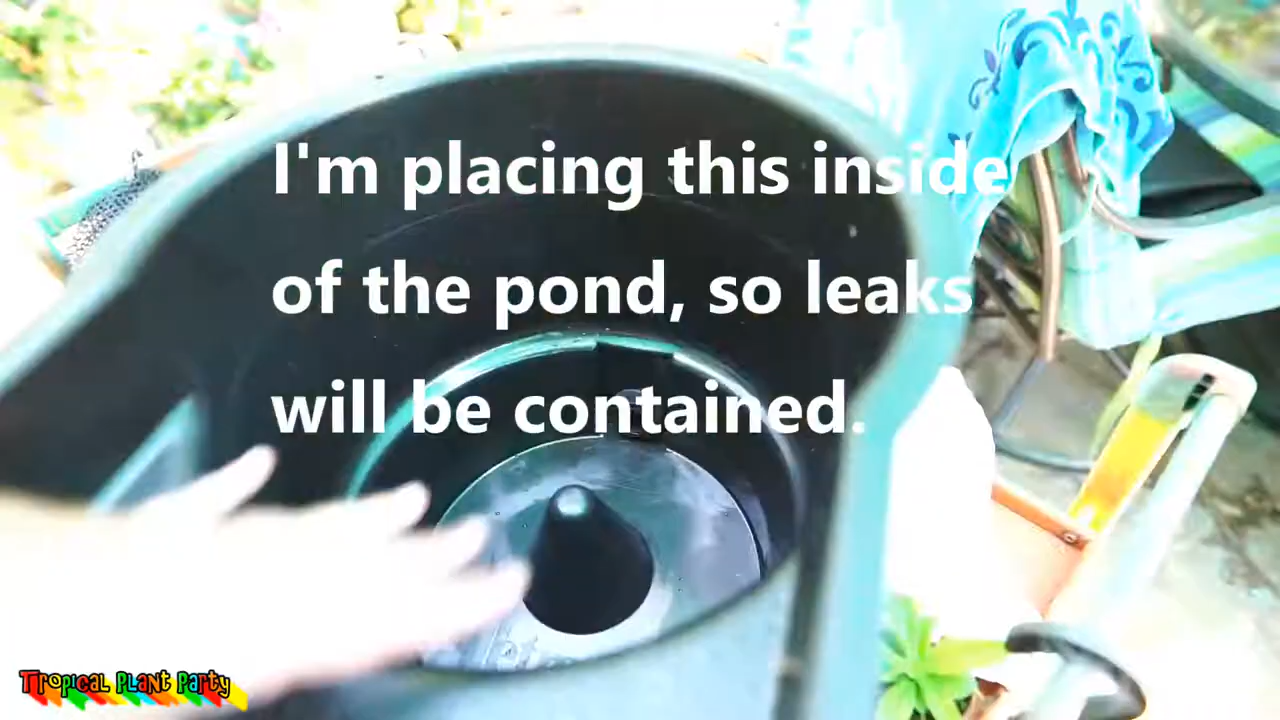 I'm placing this inside
of the pond, so leaks
will be contained.
Tropical Plant Party